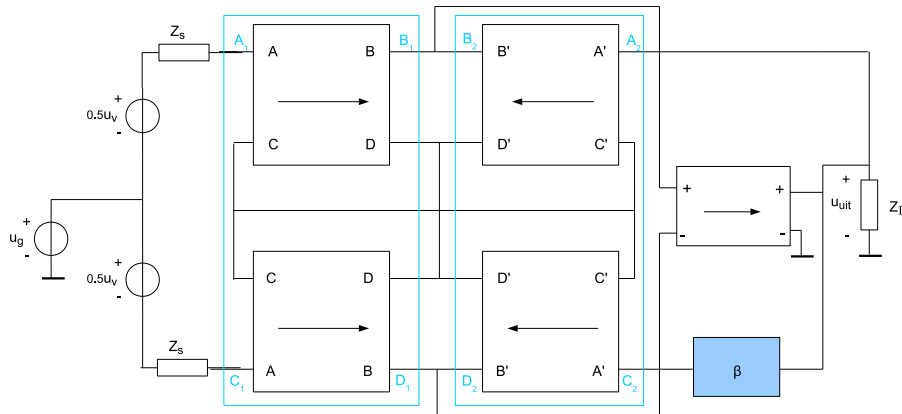 Zs A1 A B B1 B2 B' A' A2
+
0.5uv
-
C D D' C'
+ + + +
ug uuit ZI
- - - -
+
0.5uv
-
C D D' C'
Zs
C1 A B D1 D2 B' A' C2 β